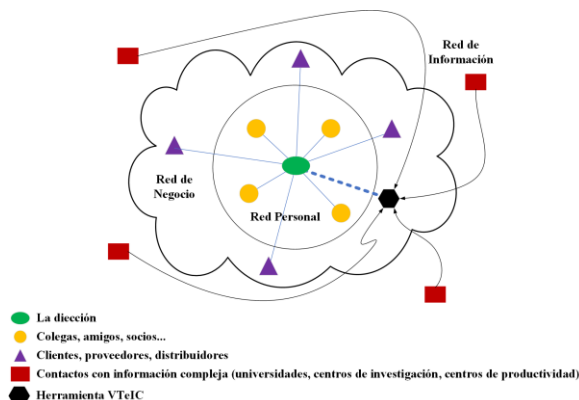 Red de
Información
Red de
Negocio
Red Personal
La diección
Colegas, amigos, socios...
Clientes, proveedores, distribuidores
Contactos con información compleja (universidades, centros de investigación, centros de productividad)
Herramienta VTeIC